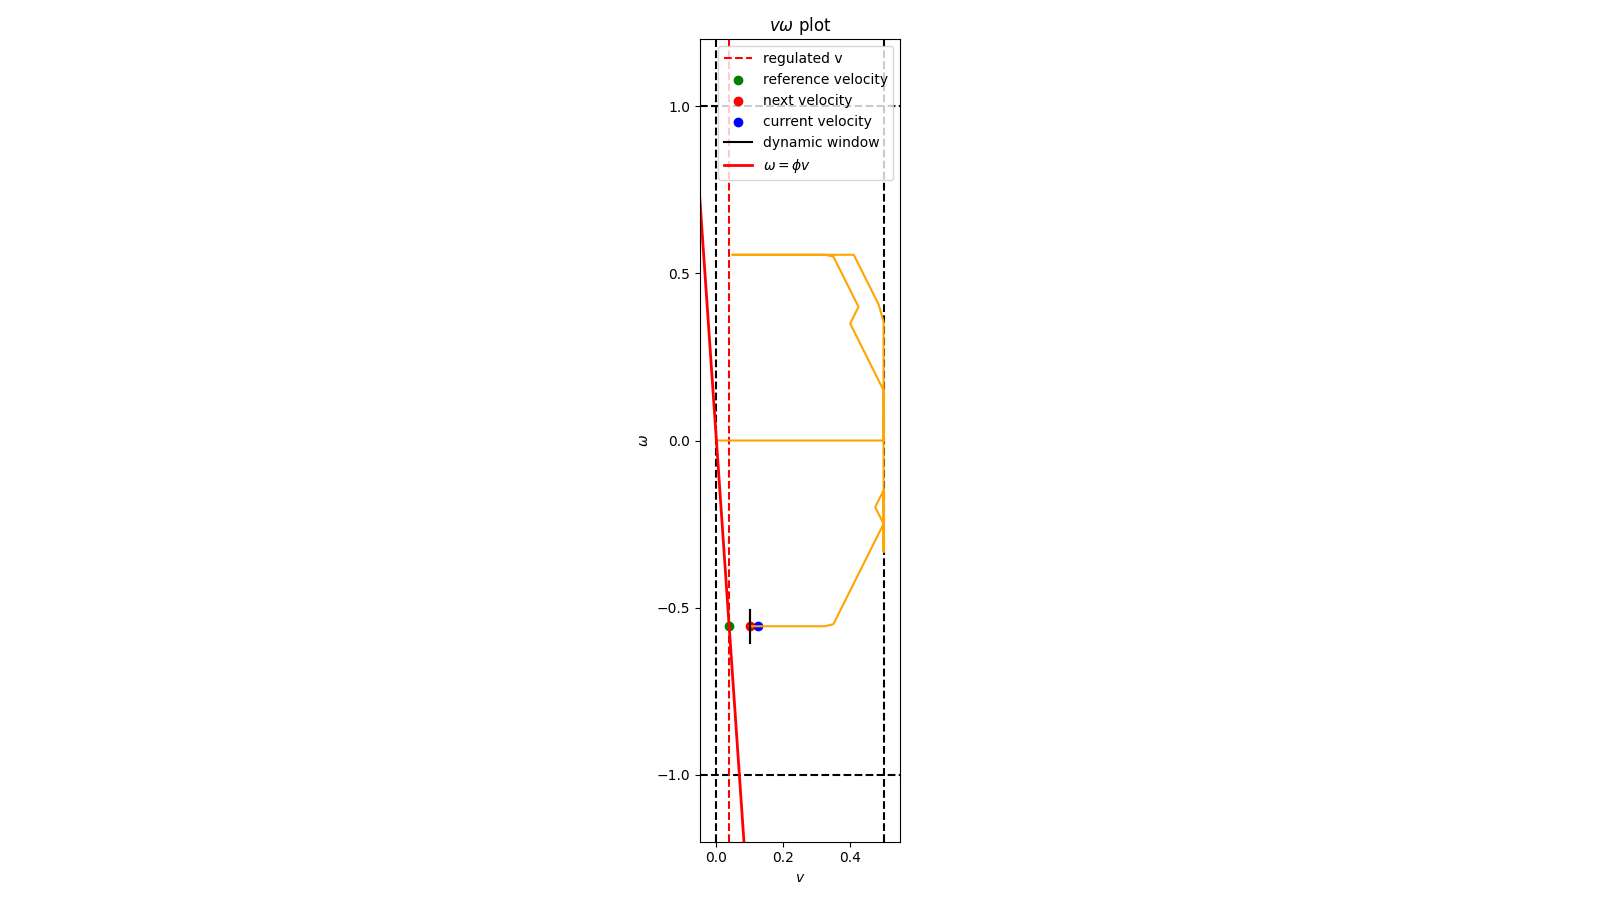 vω plot
regulated v
reference velocity
next velocity
current velocity
dynamic window
ω = ϕv
1.0
0.5
0.0
−0.5
−1.0
ω
0.0 0.2 0.4
v